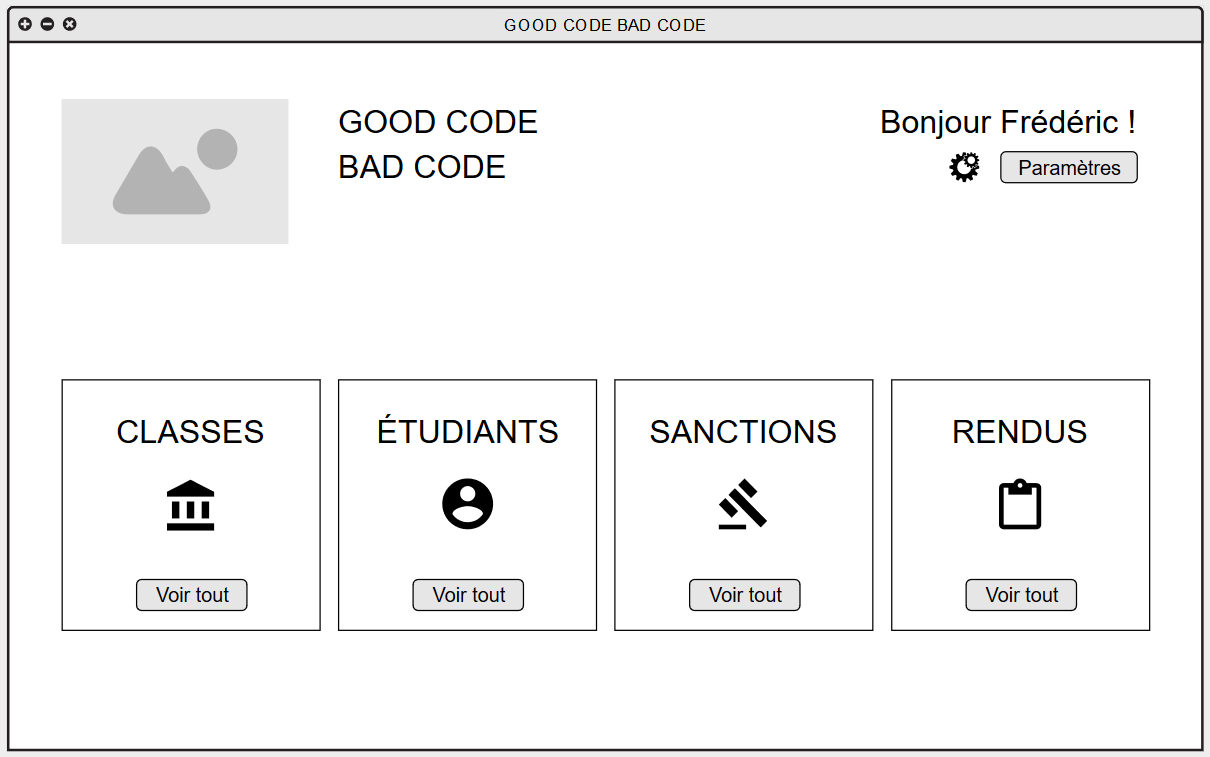 GOOD CODE BAD CODE
GOOD CODE
BAD CODE
Bonjour Frédéric !
Paramètres
CLASSES
ÉTUDIANTS
SANCTIONS
RENDUS
Voir tout
Voir tout
Voir tout
Voir tout